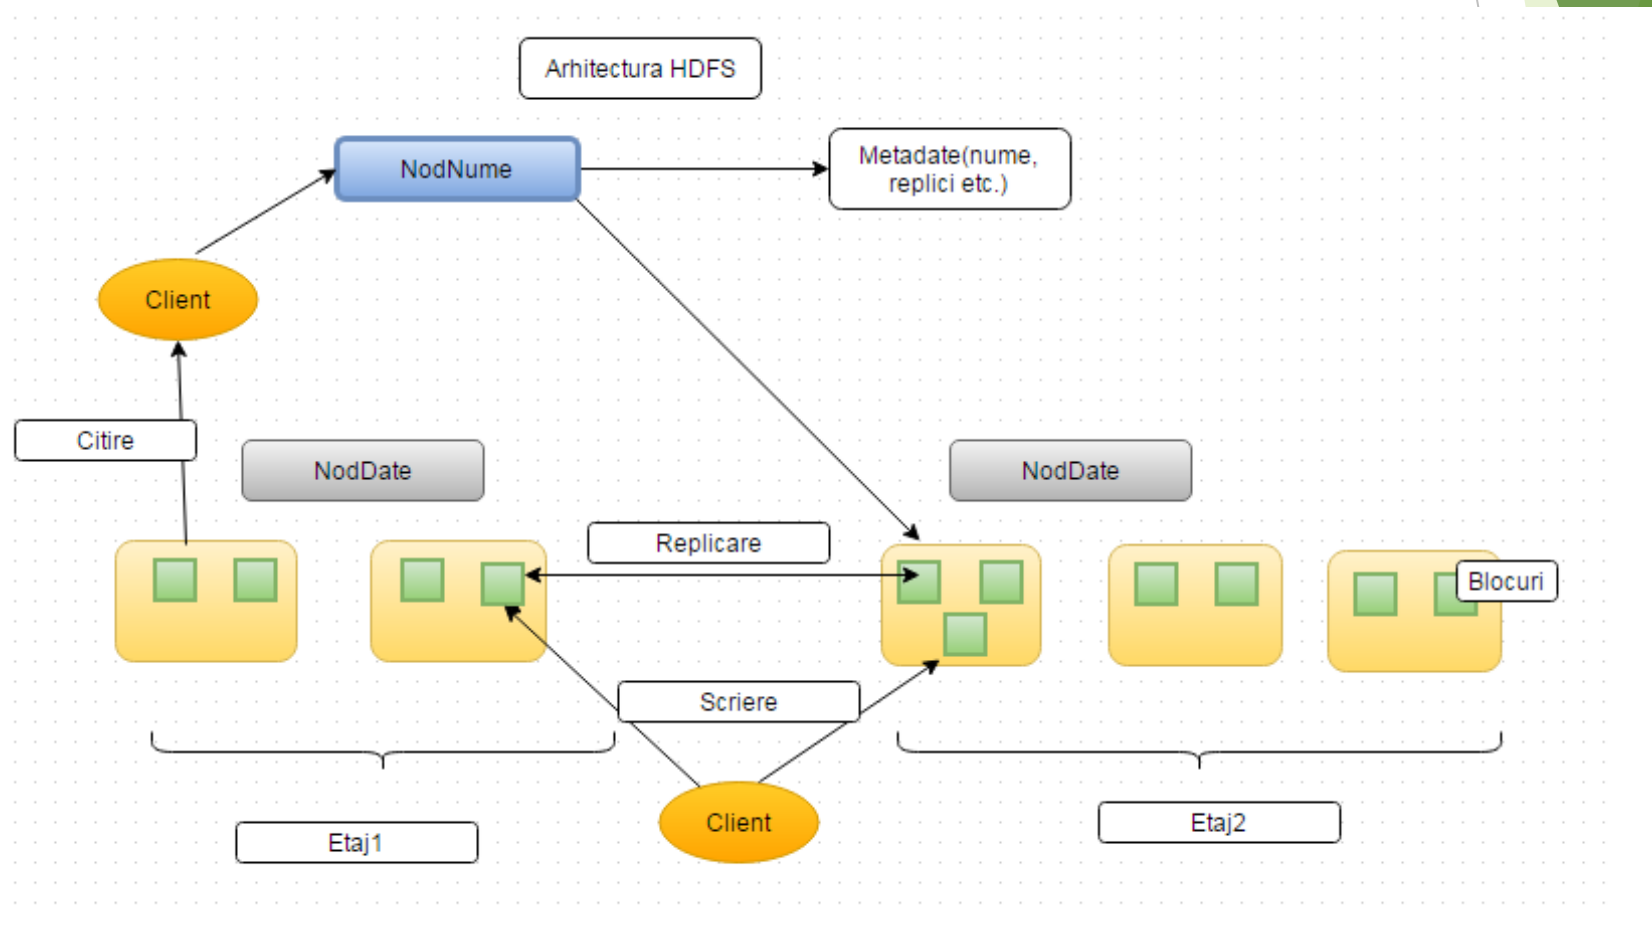 Arhitectura HDFS
NodNume
Metadate(nume,
replici etc.)
Client
Citire
NodDate
NodDate
Replicare
Blocuri
Scriere
Client
Etaj1
Etaj2